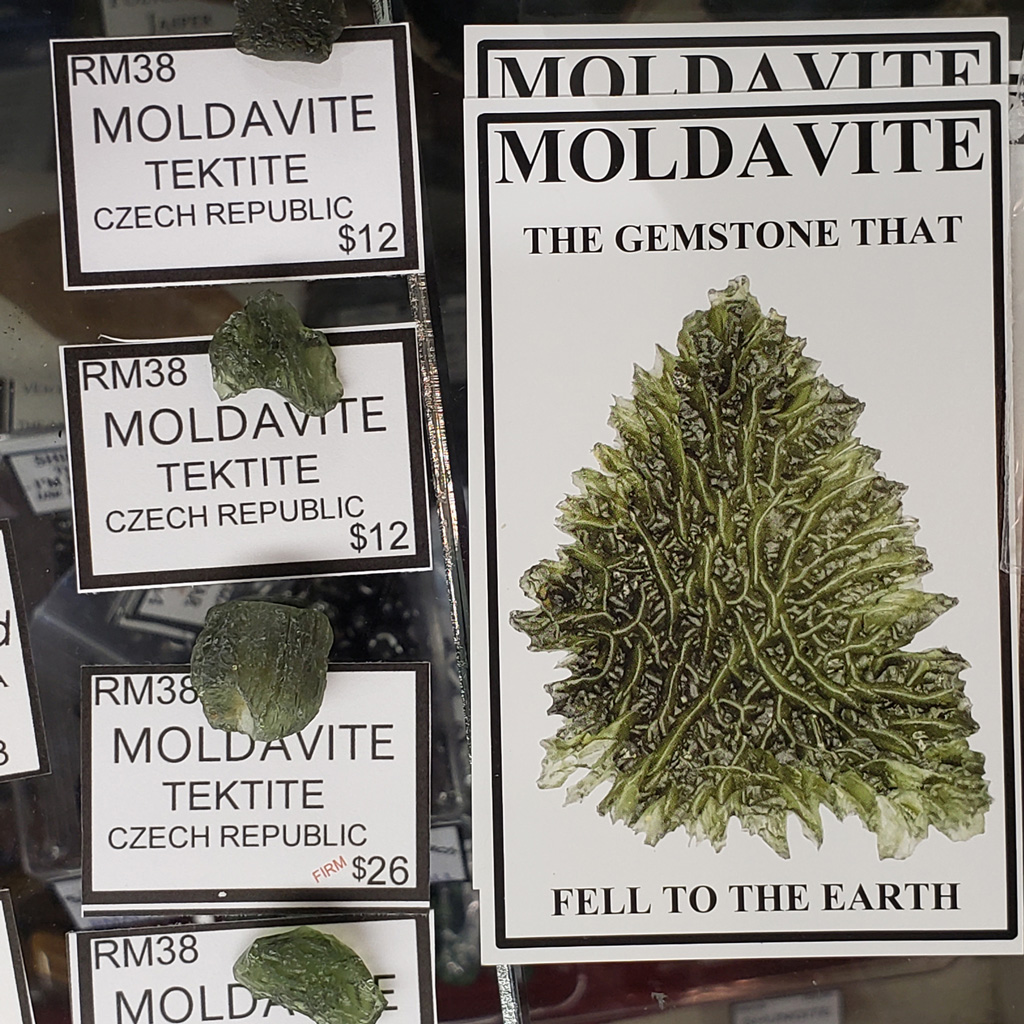 JASPER
RM38
MOLDAVITE
TEKTITE
CZECH REPUBLIC
$12
RM38
MOLDAVITE
TEKTITE
CZECH REPUBLIC
$12
RM38
MOLDAVITE
TEKTITE
CZECH REPUBLIC
FIRM $26
RM38
MOLDAVITE
MOLDAVITE
THE GEMSTONE THAT
FELL TO THE EARTH